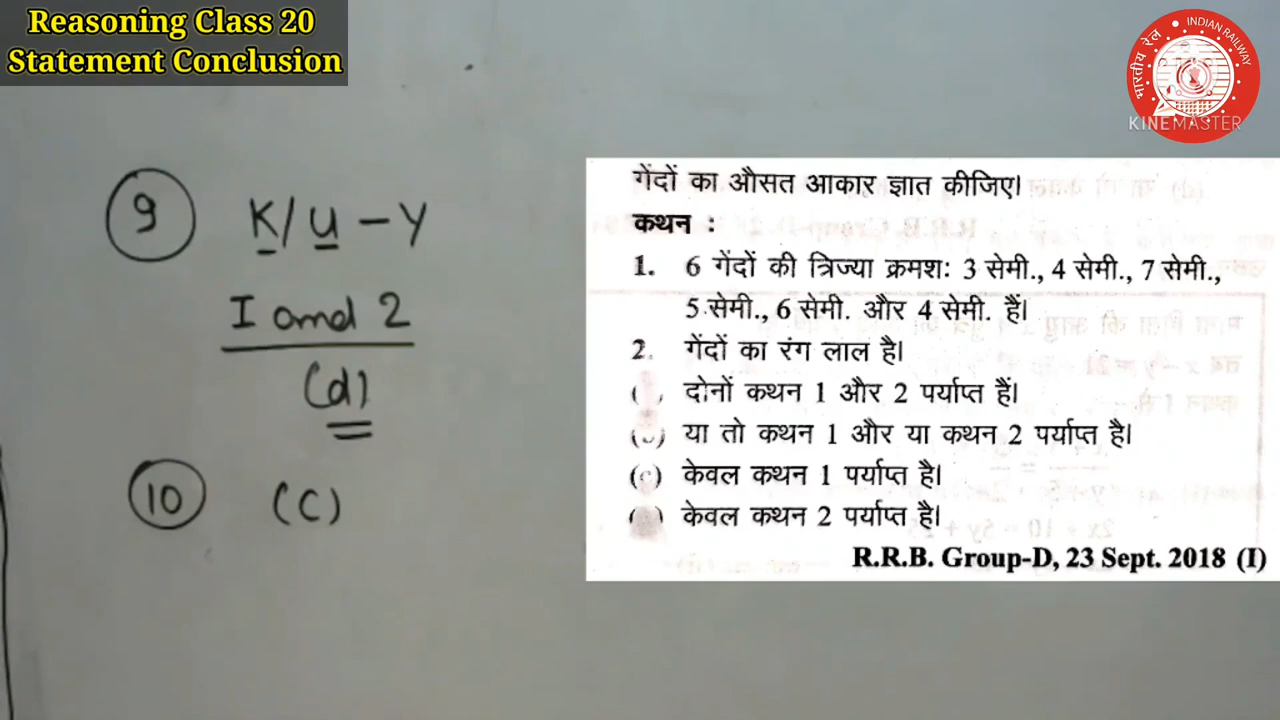 Reasoning Class 20
Statement Conclusion
भारतीय रेल
INDIAN RAILWAY
KINEMASTER
9 K/U - Y
I and 2
(d)
10 (C)
गेंदों का औसत आकार ज्ञात कीजिए।
कथन :
1. 6 गेंदों की त्रिज्या क्रमशः 3 सेमी., 4 सेमी., 7 सेमी.,
5 सेमी., 6 सेमी. और 4 सेमी. हैं।
2. गेंदों का रंग लाल है।
दोनों कथन 1 और 2 पर्याप्त हैं।
या तो कथन 1 और या कथन 2 पर्याप्त है।
(c) केवल कथन 1 पर्याप्त है।
केवल कथन 2 पर्याप्त है।
R.R.B. Group-D, 23 Sept. 2018 (I)